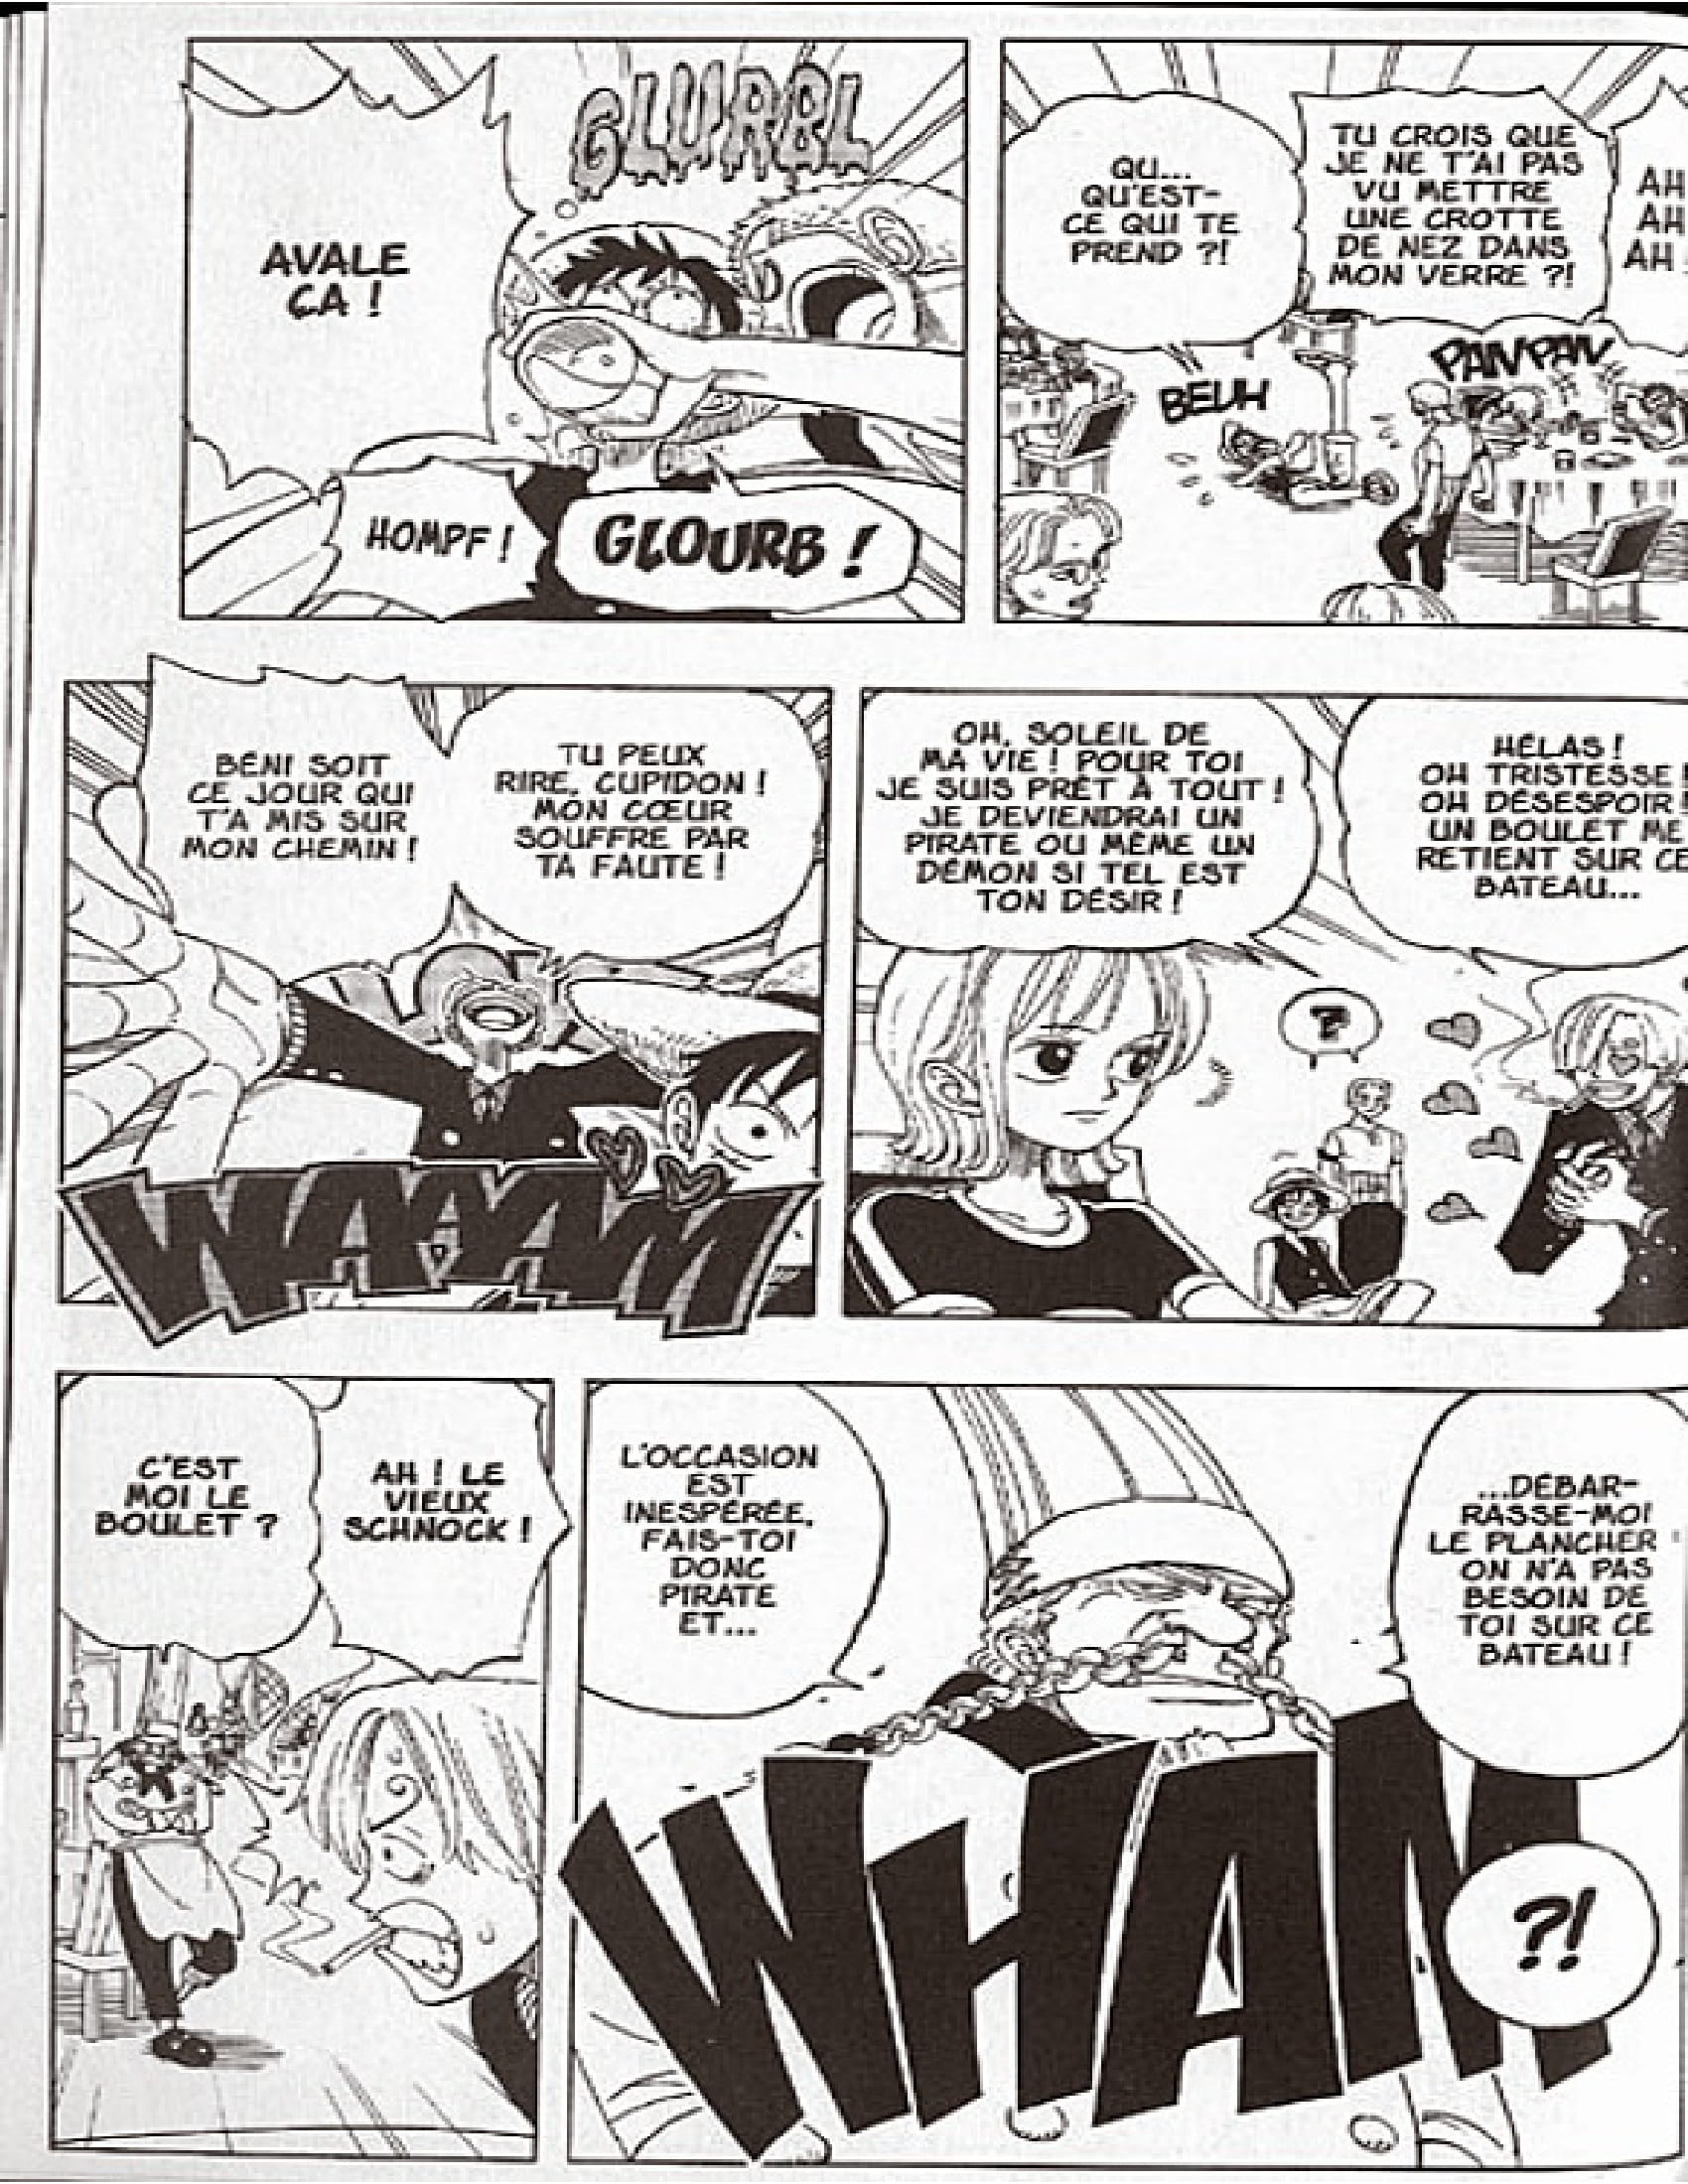 GLURBL
AVALE
ÇA !
HOMPF !
GLOURB !
QU...
QU'EST-
CE QUI TE
PREND ?!
TU CROIS QUE
JE NE T'AI PAS
VU METTRE
UNE CROTTE
DE NEZ DANS
MON VERRE ?!
AH
AH
AH
BEUH
PAN PAN
BÉNI SOIT
CE JOUR QUI
T'A MIS SUR
MON CHEMIN !
TU PEUX
RIRE, CUPIDON !
MON CŒUR
SOUFFRE PAR
TA FAUTE !
WAAAM
OH, SOLEIL DE
MA VIE ! POUR TOI
JE SUIS PRÊT À TOUT !
JE DEVIENDRAI UN
PIRATE OU MÊME UN
DÉMON SI TEL EST
TON DÉSIR !
?
HÉLAS !
OH TRISTESSE !
OH DÉSESPOIR !
UN BOULET ME
RETIENT SUR CE
BATEAU...
C'EST
MOI LE
BOULET ?
AH ! LE
VIEUX
SCHNOCK !
L'OCCASION
EST
INESPÉRÉE.
FAIS-TOI
DONC
PIRATE
ET...
...DÉBAR-
RASSE-MOI
LE PLANCHER
ON N'A PAS
BESOIN DE
TOI SUR CE
BATEAU !
WHAM
?!